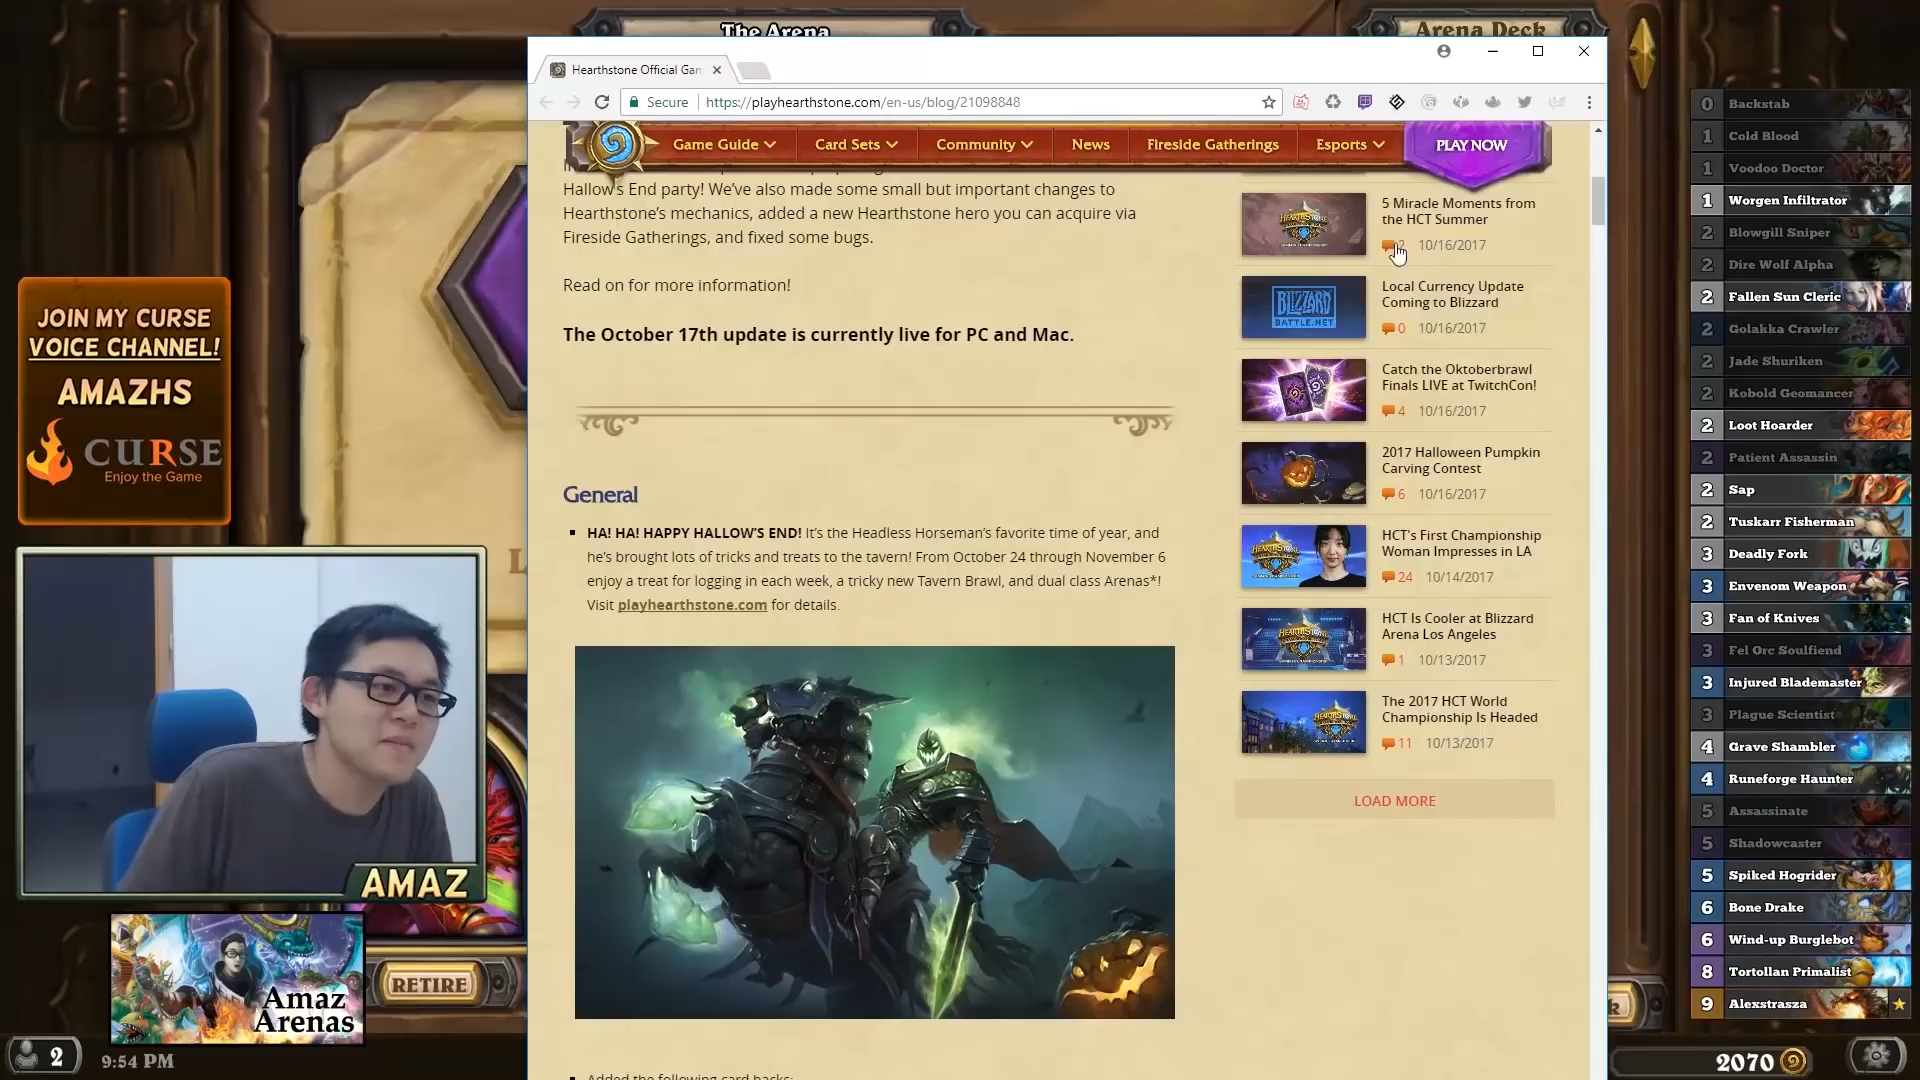 The Arena
Arena Deck
Hearthstone Official Gam
Secure
https://playhearthstone.com/en-us/blog/21098848
Game Guide
Card Sets
Community
News
Fireside Gatherings
Esports
PLAY NOW
Hallow's End party! We've also made some small but important changes to
Hearthstone's mechanics, added a new Hearthstone hero you can acquire via
Fireside Gatherings, and fixed some bugs.
Read on for more information!
The October 17th update is currently live for PC and Mac.
General
HA! HA! HAPPY HALLOW'S END! It's the Headless Horseman's favorite time of year, and
he's brought lots of tricks and treats to the tavern! From October 24 through November 6
enjoy a treat for logging in each week, a tricky new Tavern Brawl, and dual class Arenas*!
Visit playhearthstone.com for details.
Added the following card backs:
5 Miracle Moments from
the HCT Summer
10/16/2017
Local Currency Update
Coming to Blizzard
0 10/16/2017
Catch the Oktoberbrawl
Finals LIVE at TwitchCon!
4 10/16/2017
2017 Halloween Pumpkin
Carving Contest
6 10/16/2017
HCT's First Championship
Woman Impresses in LA
24 10/14/2017
HCT Is Cooler at Blizzard
Arena Los Angeles
1 10/13/2017
The 2017 HCT World
Championship Is Headed
11 10/13/2017
LOAD MORE
HEARTHSTONE
BLIZZARD
BATTLE.NET
HEARTHSTONE
HEARTHSTONE
HEARTHSTONE
JOIN MY CURSE
VOICE CHANNEL!
AMAZHS
CURSE
Enjoy the Game
L
AMAZ
Amaz
Arenas
RETIRE
2
9:54 PM
0 Backstab
1 Cold Blood
1 Voodoo Doctor
1 Worgen Infiltrator
2 Blowgill Sniper
2 Dire Wolf Alpha
2 Fallen Sun Cleric
2 Golakka Crawler
2 Jade Shuriken
2 Kobold Geomancer
2 Loot Hoarder
2 Patient Assassin
2 Sap
2 Tuskarr Fisherman
3 Deadly Fork
3 Envenom Weapon
3 Fan of Knives
3 Fel Orc Soulfiend
3 Injured Blademaster
3 Plague Scientist
4 Grave Shambler
4 Runeforge Haunter
5 Assassinate
5 Shadowcaster
5 Spiked Hogrider
6 Bone Drake
6 Wind-up Burglebot
8 Tortollan Primalist
9 Alexstrasza
k
2070